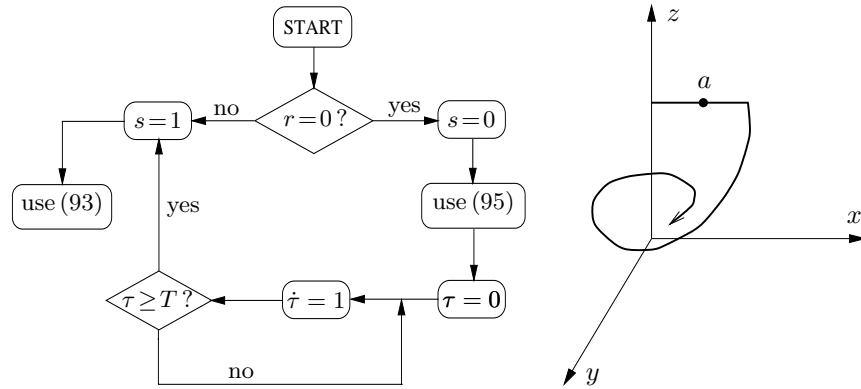 START
r=0 ?
no
yes
s=1
s=0
use (93)
use (95)
yes
τ≥T ?
τ̇ = 1
τ = 0
no
z
a
x
y